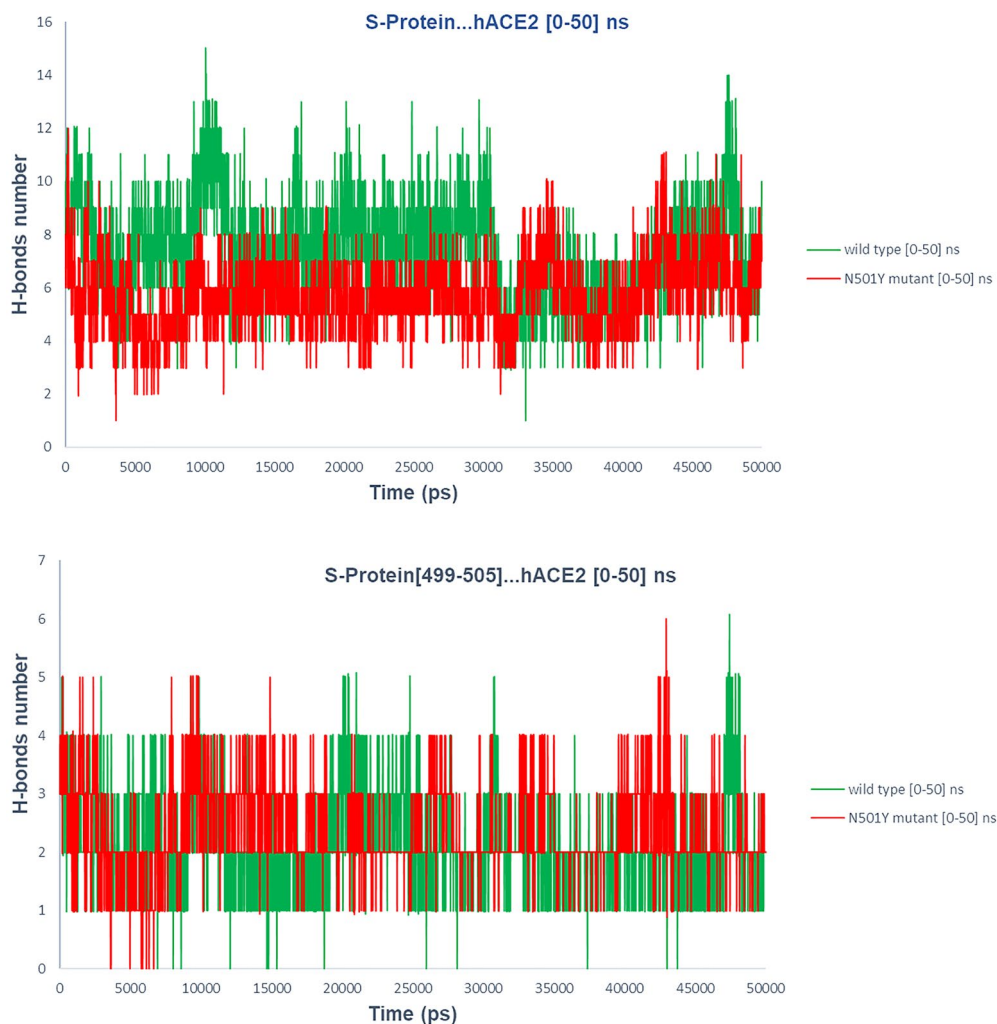 S-Protein...hACE2 [0-50] ns
16
14
12
10
8
6
4
2
0
H-bonds number
0 5000 10000 15000 20000 25000 30000 35000 40000 45000 50000
Time (ps)
wild type [0-50] ns
N501Y mutant [0-50] ns
S-Protein[499-505]...hACE2 [0-50] ns
7
6
5
4
3
2
1
0
H-bonds number
0 5000 10000 15000 20000 25000 30000 35000 40000 45000 50000
Time (ps)
wild type [0-50] ns
N501Y mutant [0-50] ns